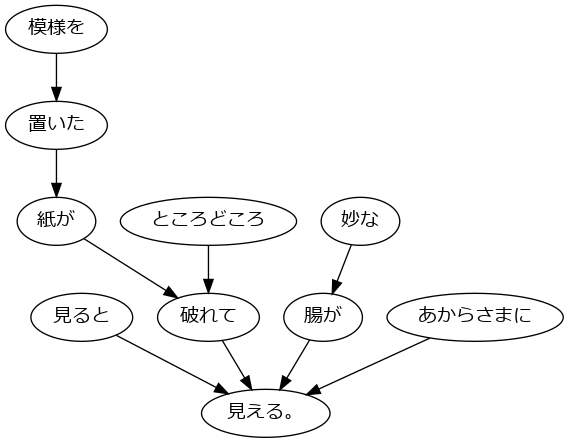 模様を
置いた
紙が
ところどころ
妙な
見ると
破れて
腸が
あからさまに
見える。